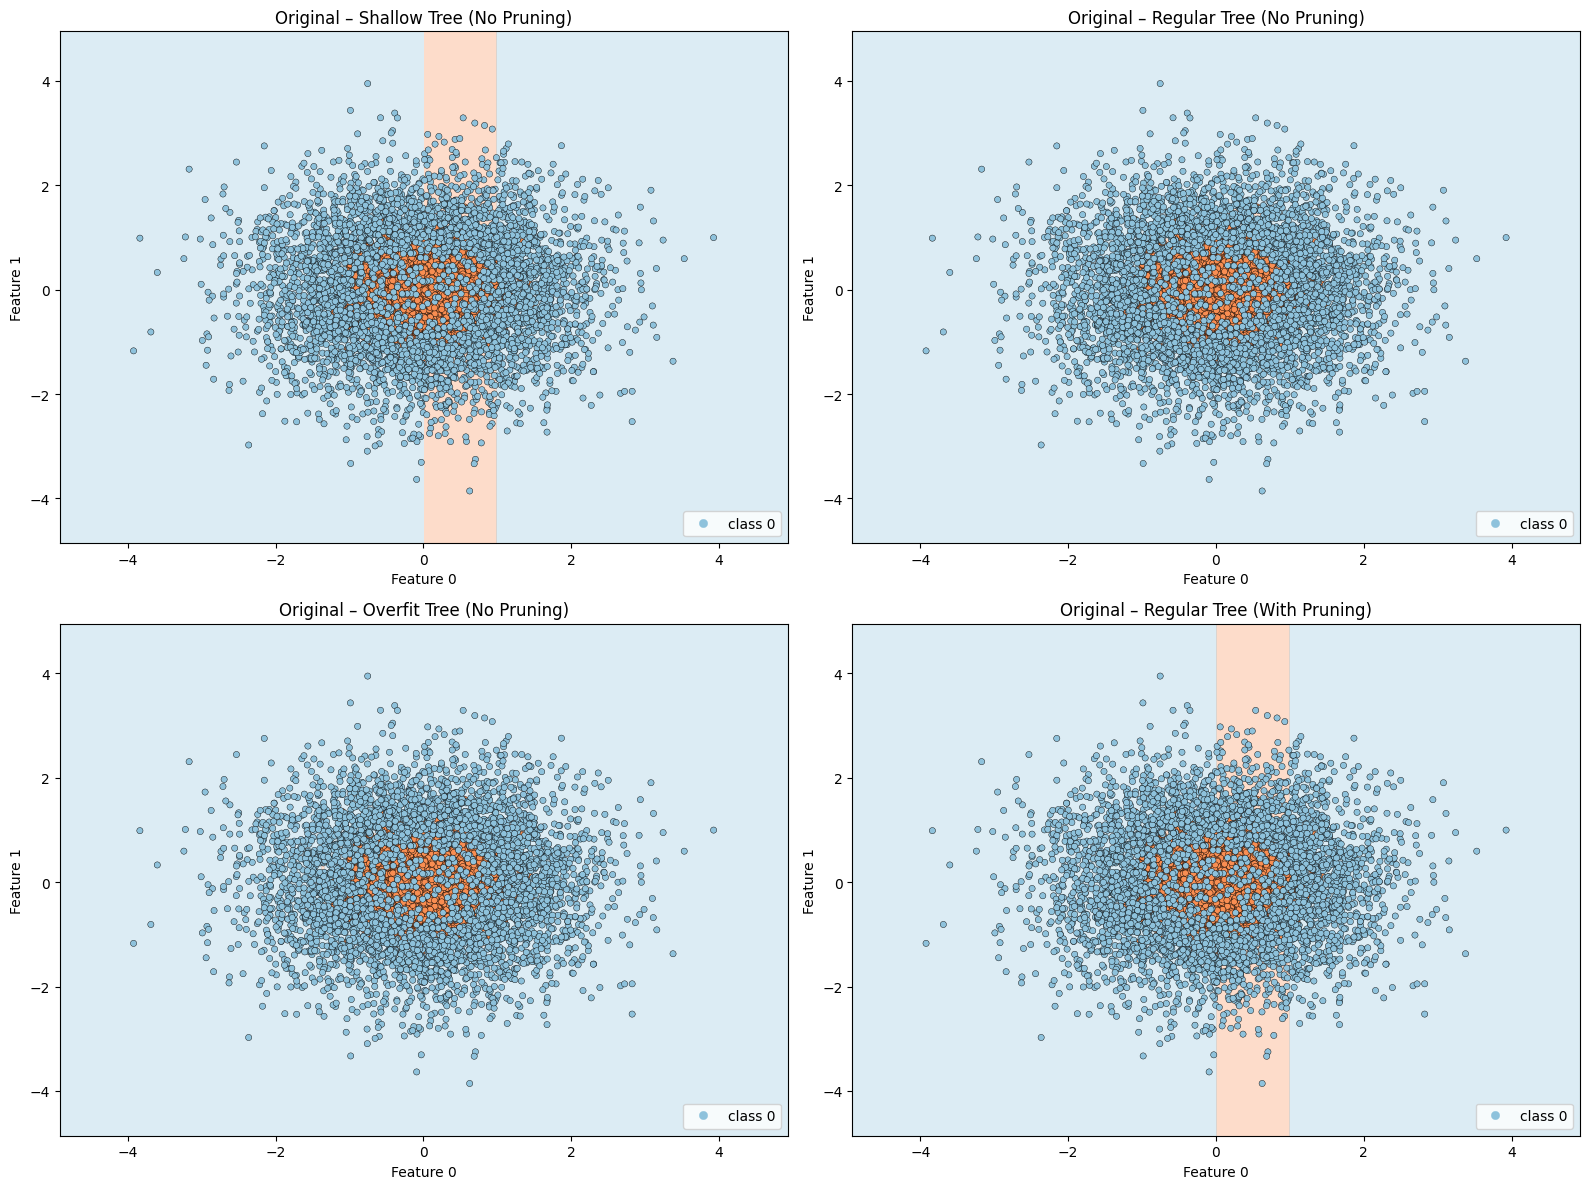 Original – Shallow Tree (No Pruning)
4
2
0
−2
−4
Feature 1
class 0
−4 −2 0 2 4
Feature 0
Original – Regular Tree (No Pruning)
4
2
0
−2
−4
Feature 1
class 0
−4 −2 0 2 4
Feature 0
Original – Overfit Tree (No Pruning)
4
2
0
−2
−4
Feature 1
class 0
−4 −2 0 2 4
Feature 0
Original – Regular Tree (With Pruning)
4
2
0
−2
−4
Feature 1
class 0
−4 −2 0 2 4
Feature 0